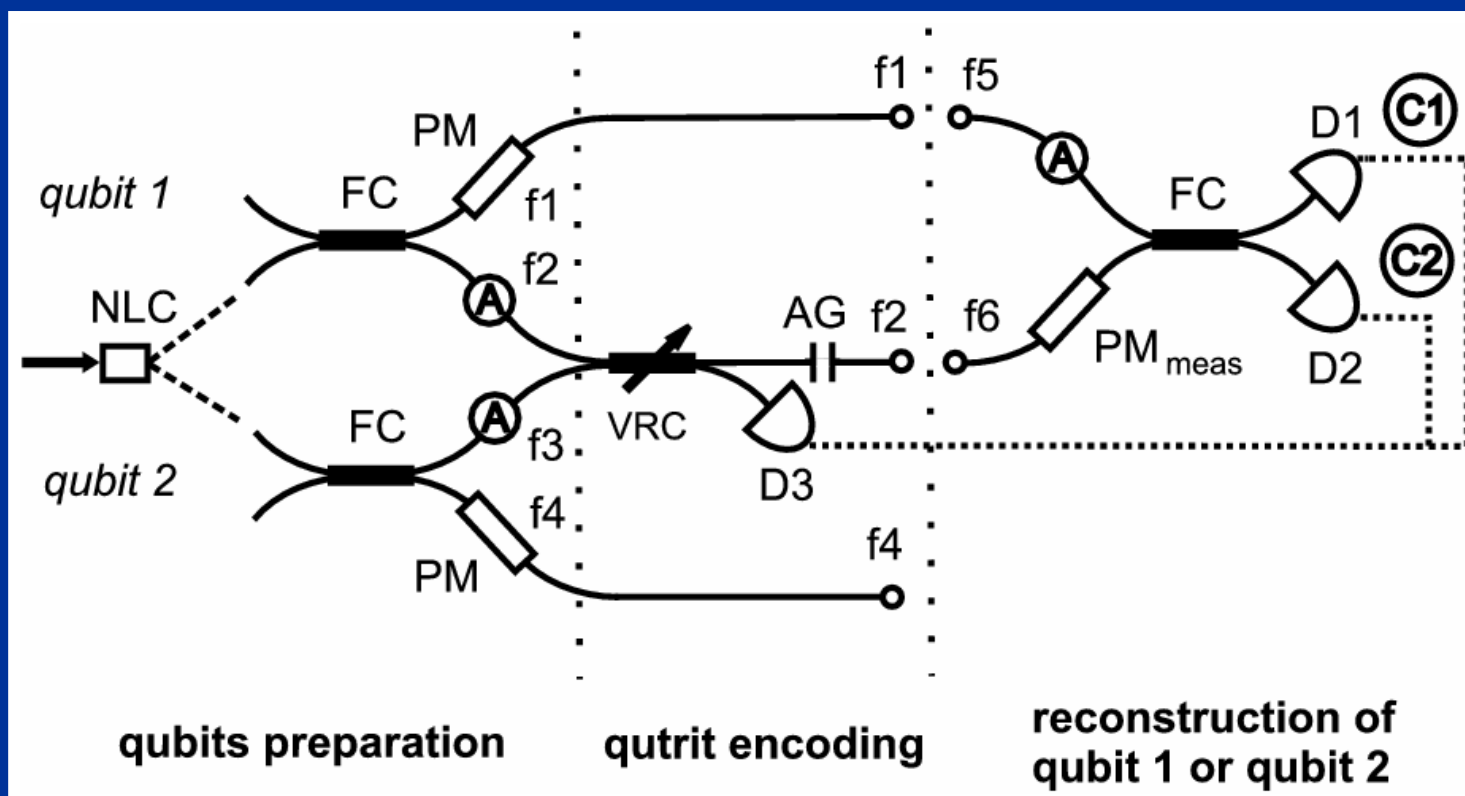 f1
f5
PM
D1
C1
qubit 1
FC
f1
A
FC
f2
C2
NLC
A
AG
f2
f6
PM meas
D2
FC
A
f3
VRC
qubit 2
D3
f4
f4
PM
qubits preparation
qutrit encoding
reconstruction of
qubit 1 or qubit 2